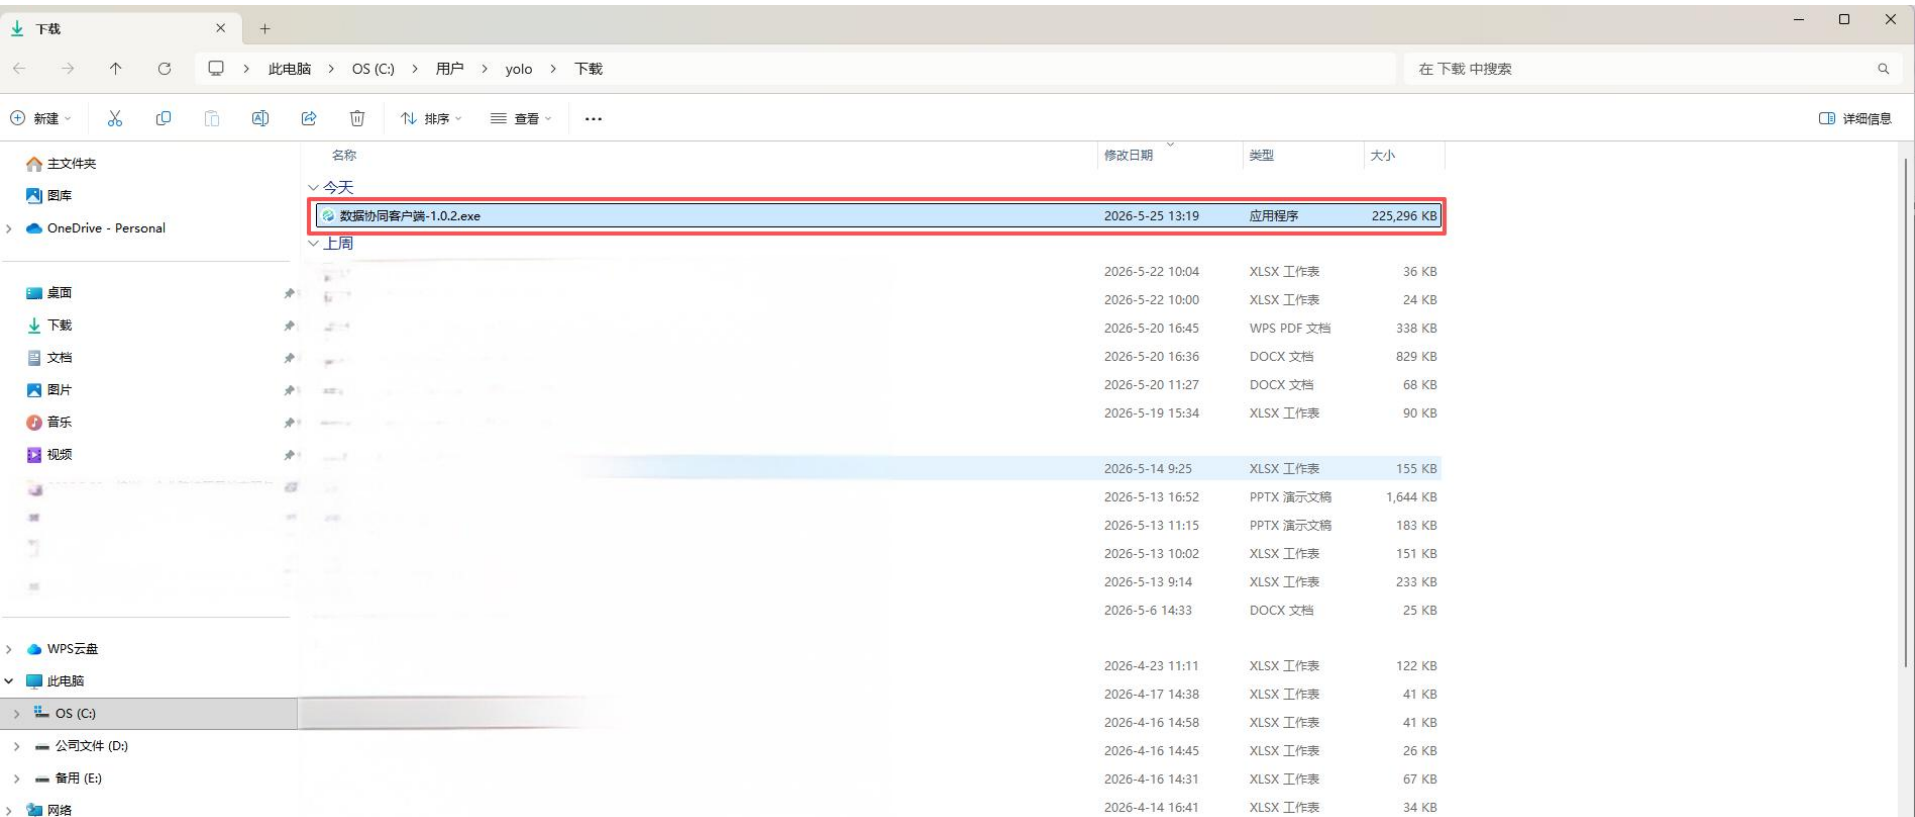 下载
此电脑 > OS (C:) > 用户 > yolo > 下载
在 下载 中搜索
新建 排序 查看 ... 详细信息
名称 修改日期 类型 大小
主文件夹
图库
OneDrive - Personal
桌面
下载
文档
图片
音乐
视频
WPS云盘
此电脑
OS (C:)
公司文件 (D:)
备用 (E:)
网络
今天
数据协同客户端-1.0.2.exe 2026-5-25 13:19 应用程序 225,296 KB
上周
2026-5-22 10:04 XLSX 工作表 36 KB
2026-5-22 10:00 XLSX 工作表 24 KB
2026-5-20 16:45 WPS PDF 文档 338 KB
2026-5-20 16:36 DOCX 文档 829 KB
2026-5-20 11:27 DOCX 文档 68 KB
2026-5-19 15:34 XLSX 工作表 90 KB
2026-5-14 9:25 XLSX 工作表 155 KB
2026-5-13 16:52 PPTX 演示文稿 1,644 KB
2026-5-13 11:15 PPTX 演示文稿 183 KB
2026-5-13 10:02 XLSX 工作表 151 KB
2026-5-13 9:14 XLSX 工作表 233 KB
2026-5-6 14:33 DOCX 文档 25 KB
2026-4-23 11:11 XLSX 工作表 122 KB
2026-4-17 14:38 XLSX 工作表 41 KB
2026-4-16 14:58 XLSX 工作表 41 KB
2026-4-16 14:45 XLSX 工作表 26 KB
2026-4-16 14:31 XLSX 工作表 67 KB
2026-4-14 16:41 XLSX 工作表 34 KB